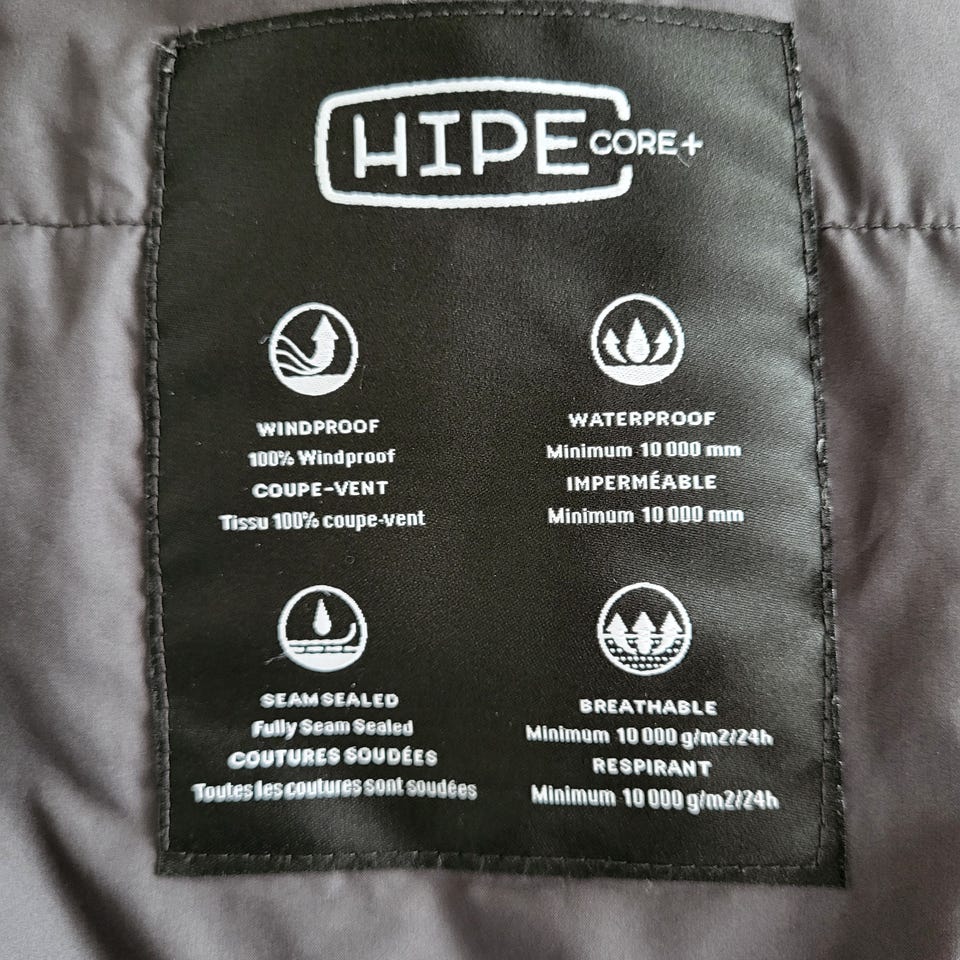 HIPE CORE+
WINDPROOF
100% Windproof
COUPE-VENT
Tissu 100% coupe-vent
WATERPROOF
Minimum 10 000 mm
IMPERMÉABLE
Minimum 10 000 mm
SEAM SEALED
Fully Seam Sealed
COUTURES SOUDÉES
Toutes les coutures sont soudées
BREATHABLE
Minimum 10 000 g/m2/24h
RESPIRANT
Minimum 10 000 g/m2/24h